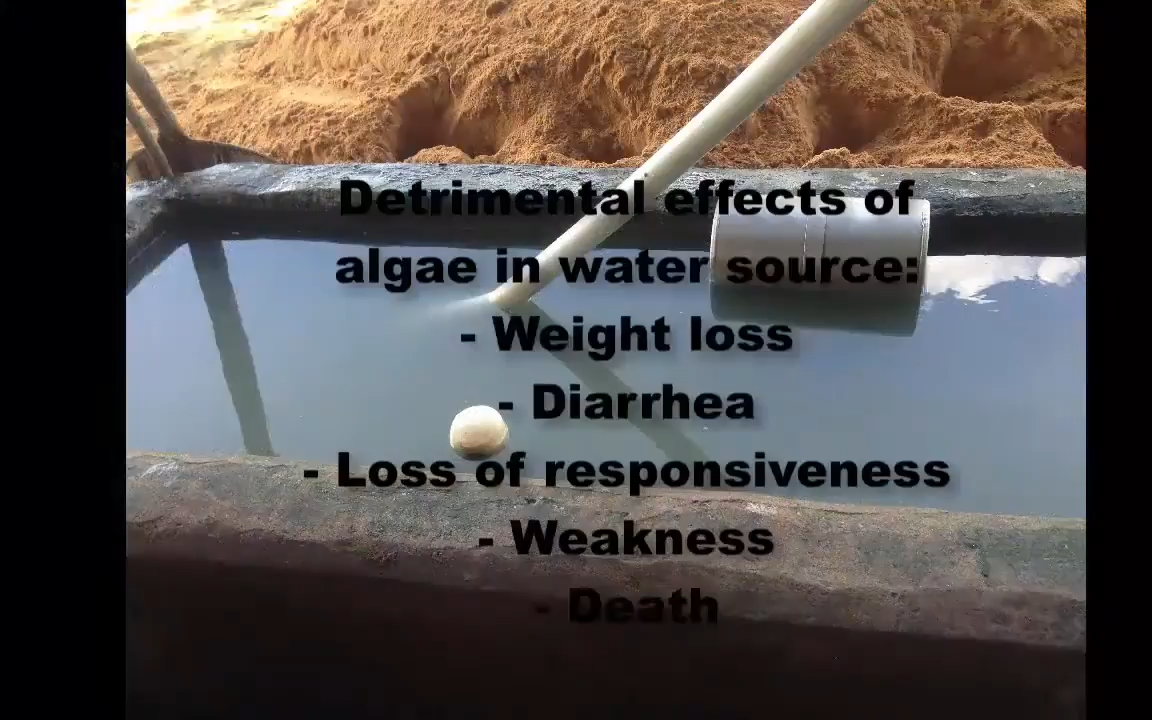 Detrimental effects of
algae in water source:
- Weight loss
- Diarrhea
- Loss of responsiveness
- Weakness
- Death